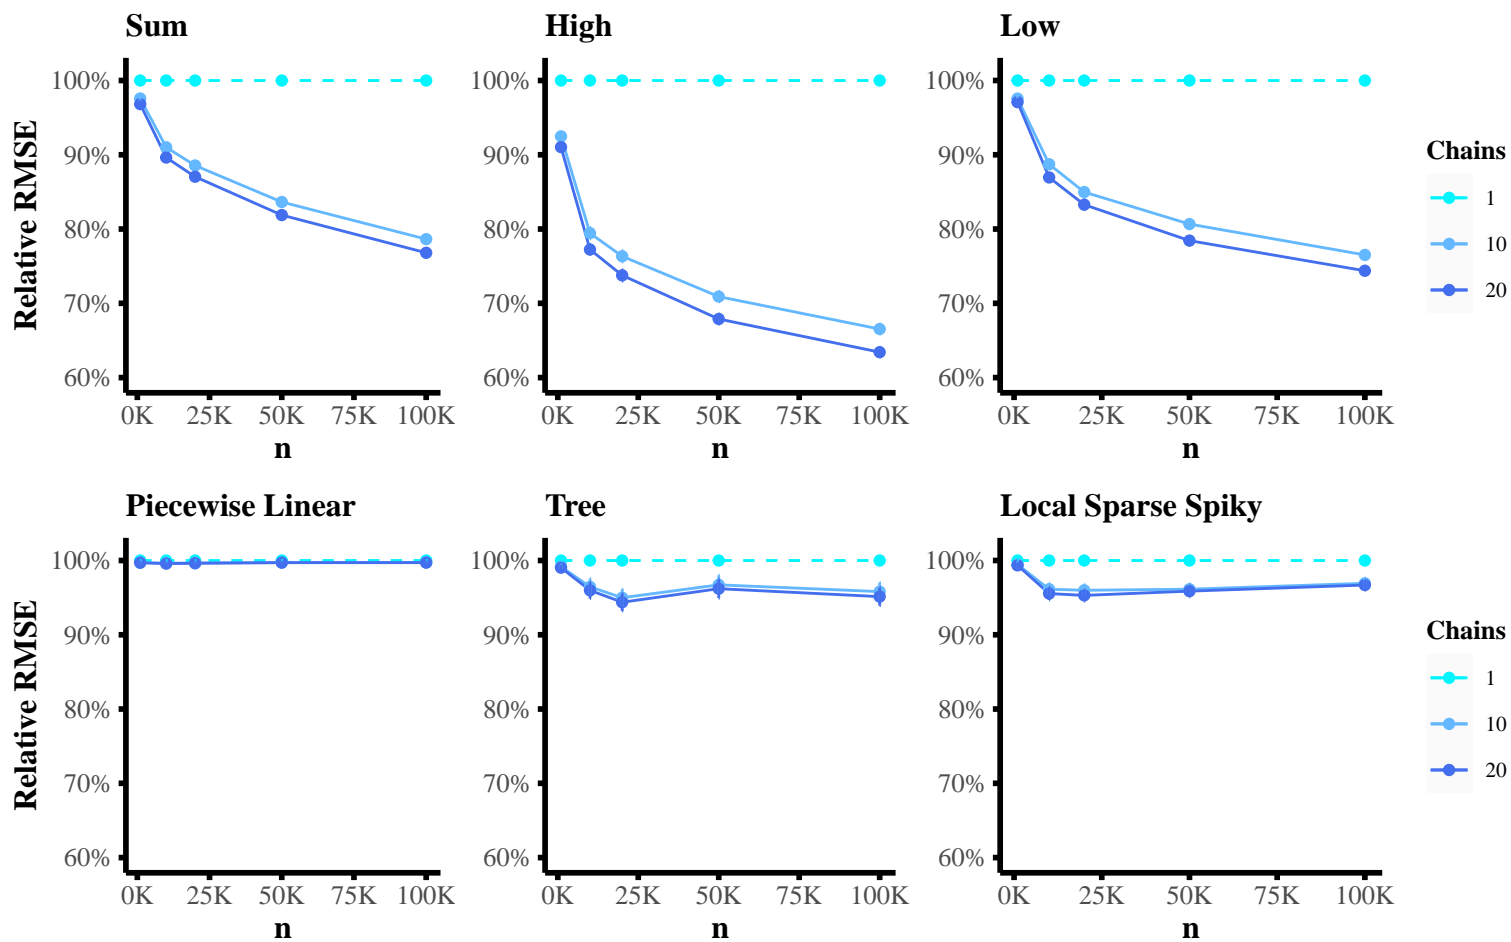 Sum
High
Low
100%
90%
80%
70%
60%
Relative RMSE
0K 25K 50K 75K 100K
n
100%
90%
80%
70%
60%
0K 25K 50K 75K 100K
n
100%
90%
80%
70%
60%
0K 25K 50K 75K 100K
n
Chains
1
10
20
Piecewise Linear
Tree
Local Sparse Spiky
100%
90%
80%
70%
60%
Relative RMSE
0K 25K 50K 75K 100K
n
100%
90%
80%
70%
60%
0K 25K 50K 75K 100K
n
100%
90%
80%
70%
60%
0K 25K 50K 75K 100K
n
Chains
1
10
20